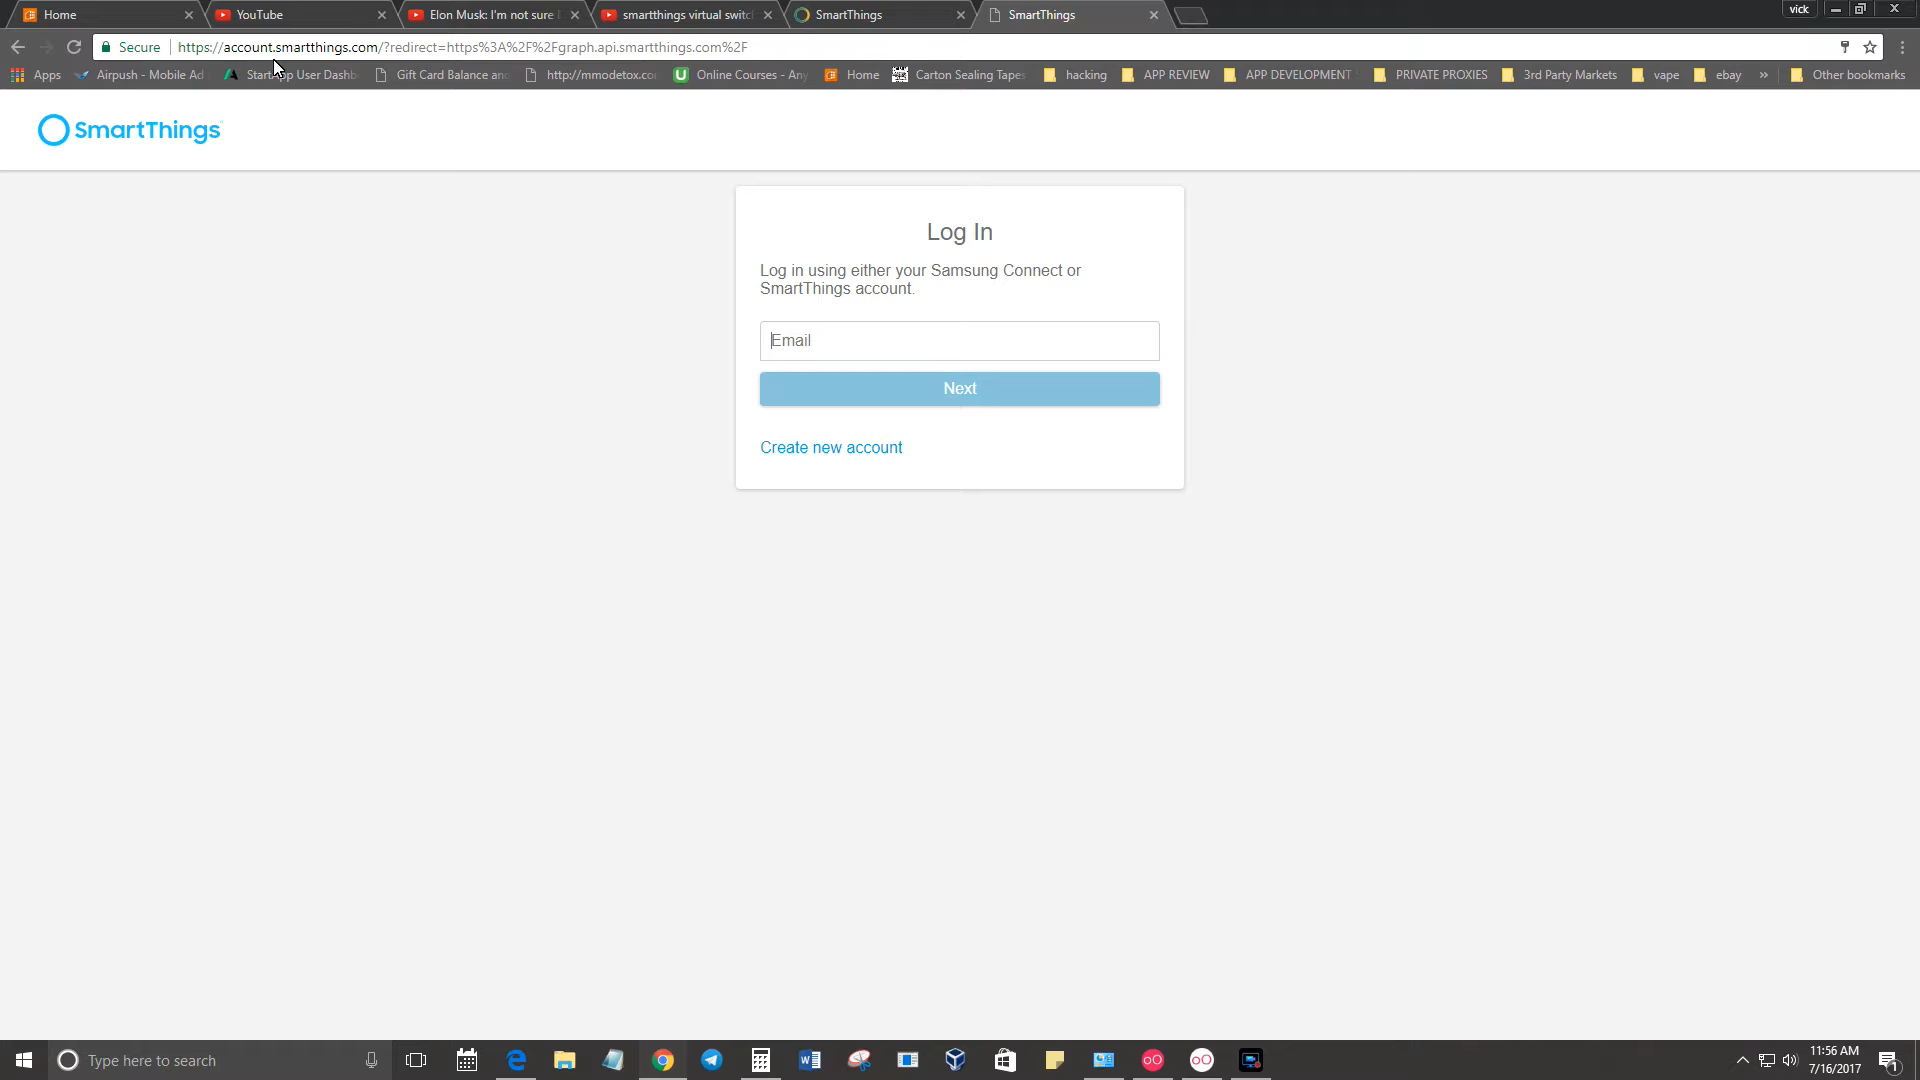 Home
YouTube
Elon Musk: I'm not sure
smartthings virtual switc
SmartThings
SmartThings
vick
Secure
https://account.smartthings.com/?redirect=https%3A%2F%2Fgraph.api.smartthings.com%2F
Apps
Airpush - Mobile Ad
StartApp User Dashb
Gift Card Balance anc
http://mmodetox.co
Online Courses - Any
Home
Carton Sealing Tapes
hacking
APP REVIEW
APP DEVELOPMENT
PRIVATE PROXIES
3rd Party Markets
vape
ebay
»
Other bookmarks
SmartThings
Log In
Log in using either your Samsung Connect or
SmartThings account.
Email
Next
Create new account
Type here to search
11:56 AM
7/16/2017
1